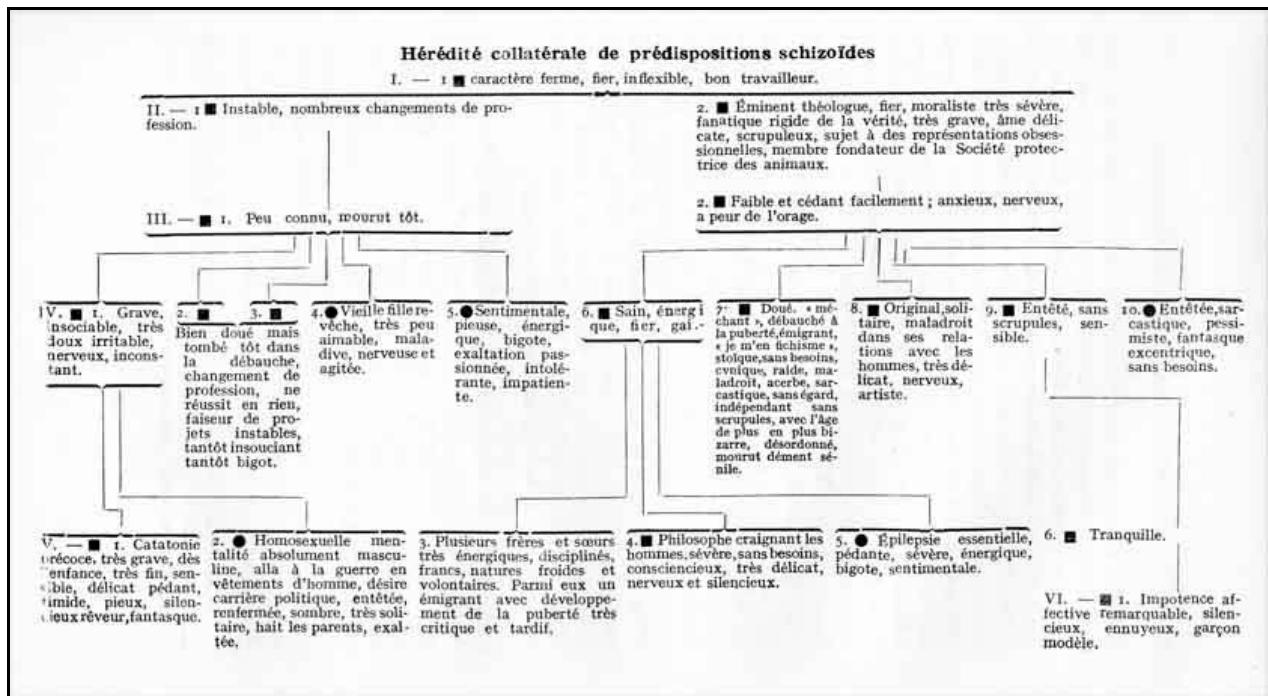 Hérédité collatérale de prédispositions schizoïdes
I. — 1 ■ caractère ferme, fier, inflexible, bon travailleur.
II. — 1 ■ Instable, nombreux changements de pro-
fession.
2. ■ Éminent théologue, fier, moraliste très sévère,
fanatique rigide de la vérité, très grave, âme déli-
cate, scrupuleux, sujet à des représentations obses-
sionnelles, membre fondateur de la Société protec-
trice des animaux.
III. — ■ 1. Peu connu, mourut tôt.
2. ■ Faible et cédant facilement ; anxieux, nerveux,
a peur de l'orage.
IV. ■ 1. Grave,
insociable, très
doux irritable,
nerveux, incons-
tant.
2. ■ 3. ■
Bien doué mais
tombé tôt dans
la débauche,
changement de
profession, ne
réussit en rien,
faiseur de pro-
jets instables,
tantôt insouciant
tantôt bigot.
4. ● Vieille fille re-
vêche, très peu
aimable, mala-
dive, nerveuse et
agitée.
5. ● Sentimentale,
pieuse, énergi-
que, bigote,
exaltation pas-
sionnée, intolé-
rante, impatien-
te.
6. ■ Sain, énergi
que, fier, gai.-
7. ■ Doué. « mé-
chant », débauché à
la puberté, émigrant,
« je m'en fichisme »,
stoïque, sans besoins,
cynique, raide, ma-
ladroit, acerbe, sar-
castique, sans égard,
indépendant sans
scrupules, avec l'âge
de plus en plus bi-
zarre, désordonné,
mourut dément sé-
nile.
8. ■ Original, soli-
taire, maladroit
dans ses rela-
tions avec les
hommes, très dé-
licat, nerveux,
artiste.
9. ■ Entêté, sans
scrupules, sen-
sible.
10. ● Entêtée, sar-
castique, pessi-
miste, fantasque
excentrique,
sans besoins.
V. — ■ 1. Catatonie
précoce, très grave, dès
enfance, très fin, sen-
sible, délicat pédant,
timide, pieux, silen-
cieux rêveur, fantasque.
2. ● Homosexuelle men-
talité absolument mascu-
line, alla à la guerre en
vêtements d'homme, désire
carrière politique, entêtée,
renfermée, sombre, très soli-
taire, hait les parents, exal-
tée.
3. Plusieurs frères et sœurs
très énergiques, disciplinés,
francs, natures froides et
volontaires. Parmi eux un
émigrant avec développe-
ment de la puberté très
critique et tardif.
4. ■ Philosophe craignant les
hommes, sévère, sans besoins,
consciencieux, très délicat,
nerveux et silencieux.
5. ● Épilepsie essentielle,
pédante, sévère, énergique,
bigote, sentimentale.
6. ■ Tranquille.
VI. — ■ 1. Impotence af-
fective remarquable, silen-
cieux, ennuyeux, garçon
modèle.